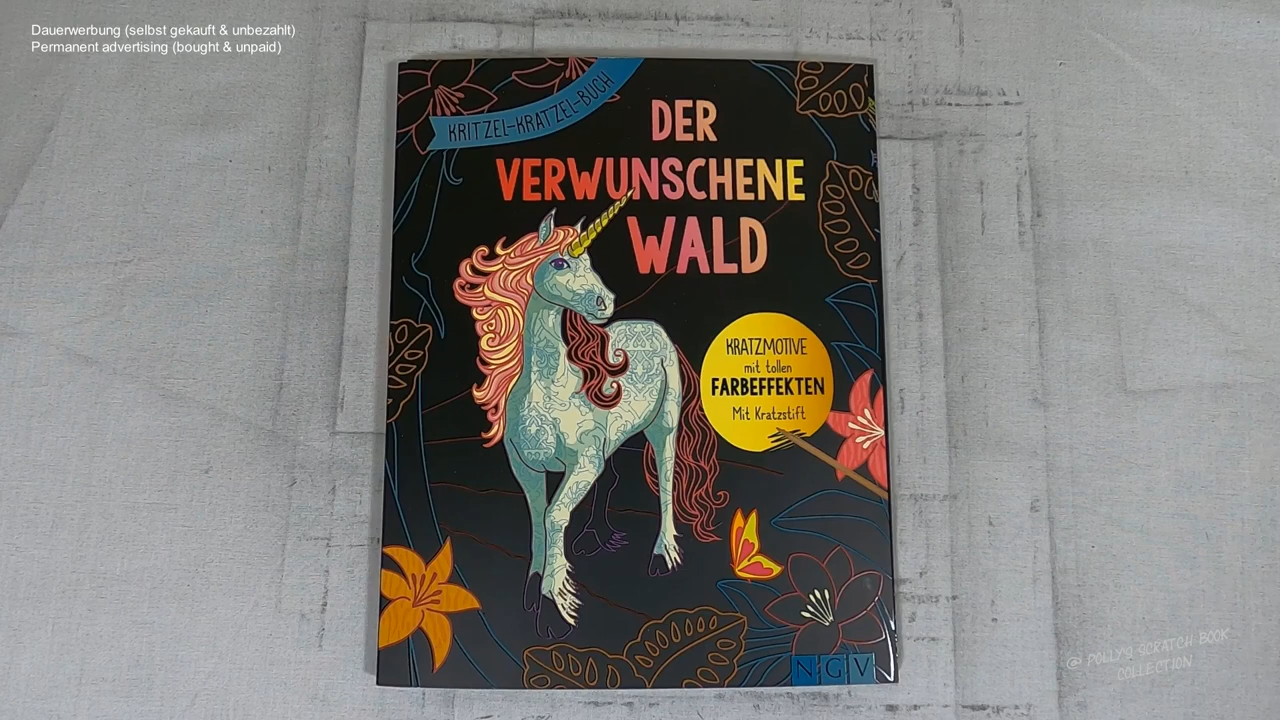 Dauerwerbung (selbst gekauft & unbezahlt)
Permanent advertising (bought & unpaid)
KRITZEL-KRATZEL-BUCH
DER
VERWUNSCHENE
WALD
KRATZMOTIVE
mit tollen
FARBEFFEKTEN
Mit Kratzstift
NGV
@ POLLY'S SCRATCH BOOK
COLLECTION